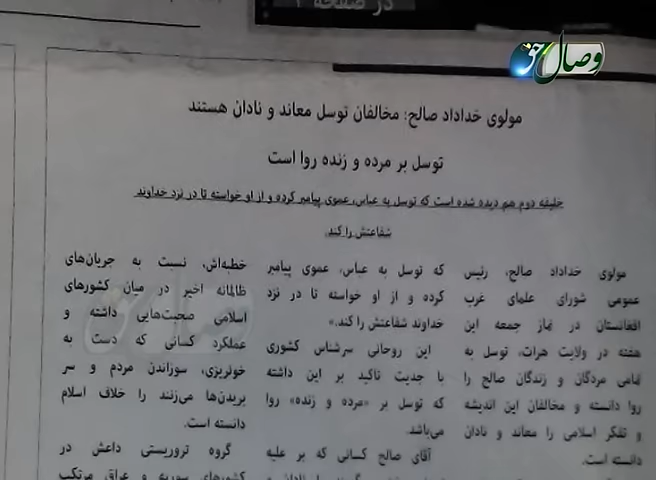 در صفحه ۲
وصال حق
مولوی خداداد صالح: مخالفان توسل معاند و نادان هستند
توسل بر مرده و زنده روا است
خلیفه دوم هم دیده شده است که توسل به عباس، عموی پیامبر کرده و از او خواسته تا در نزد خداوند
شفاعتش را کند.
مولوی خداداد صالح، رئیس
عمومی شورای علمای غرب
افغانستان در نماز جمعه این
هفته در ولایت هرات، توسل به
تمامی مردگان و زندگان صالح را
روا دانسته و مخالفان این اندیشه
و تفکر اسلامی را معاند و نادان
دانسته است.
که توسل به عباس، عموی پیامبر
کرده و از او خواسته تا در نزد
خداوند شفاعتش را کند.»
این روحانی سرشناس کشوری
با جدیت تاکید بر این داشته
که توسل بر «مرده و زنده» روا
می‌باشد.
آقای صالح کسانی که بر علیه
خطبه‌اش، نسبت به جریان‌های
ظالمانه اخیر در میان کشورهای
اسلامی صحبت‌هایی داشته و
عملکرد کسانی که دست به
خونریزی، سوزاندن مردم و سر
بریدن‌ها می‌زنند را خلاف اسلام
دانسته است.
گروه تروریستی داعش در
کشورهای سوریه و عراق مرتکب